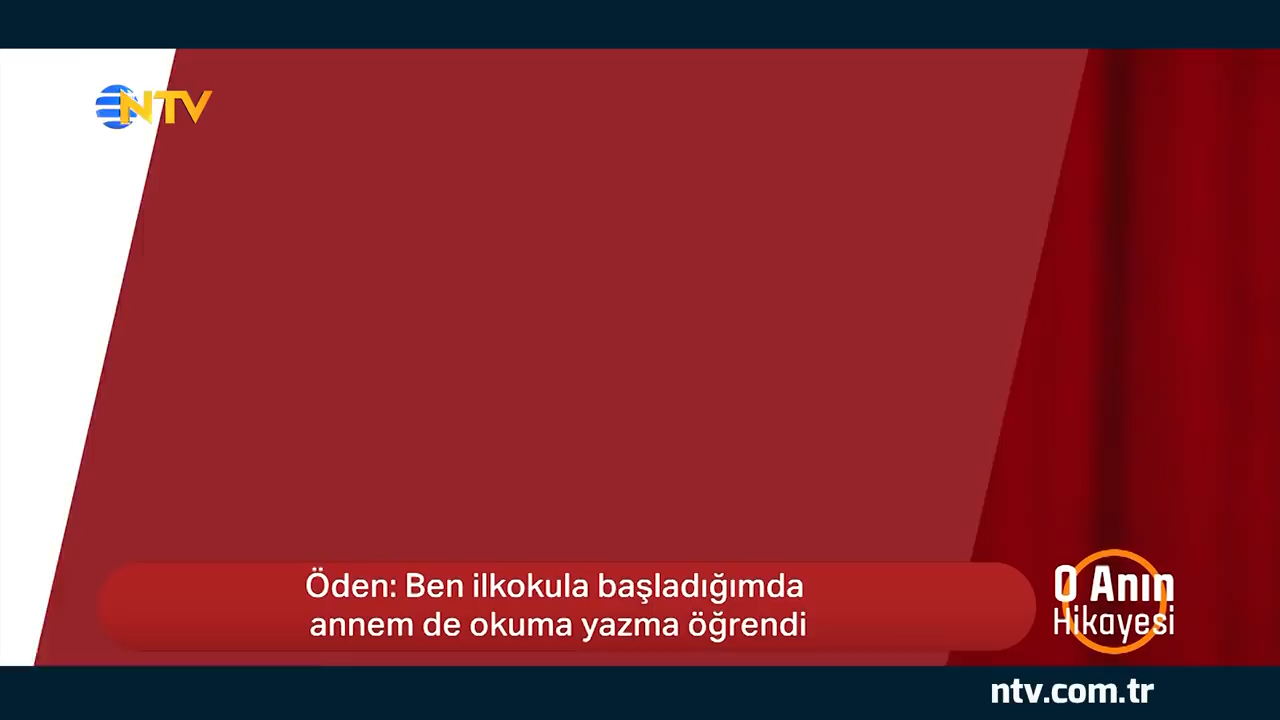 NTV
Öden: Ben ilkokula başladığımda
annem de okuma yazma öğrendi
O Anın
Hikayesi
ntv.com.tr